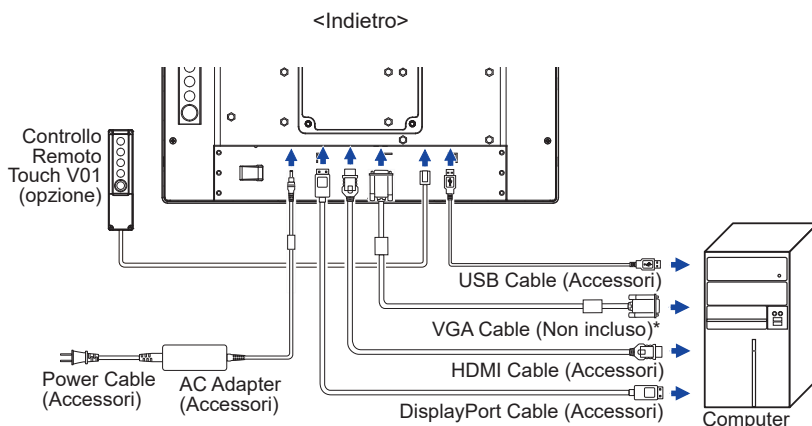 <Indietro>
Controllo
Remoto
Touch V01
(opzione)
USB Cable (Accessori)
VGA Cable (Non incluso)*
HDMI Cable (Accessori)
DisplayPort Cable (Accessori)
Power Cable
(Accessori)
AC Adapter
(Accessori)
Computer